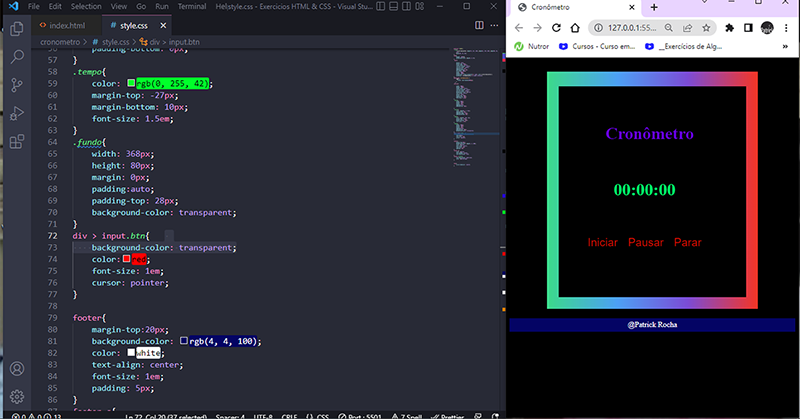 File Edit Selection View Go Run Terminal Help
style.css - Exercicios HTML & CSS - Visual Stu...
index.html
style.css
cronometro > # style.css > div > input.btn
56 padding-bottom: 0px;
57 }
58 .tempo{
59 color: rgb(0, 255, 42);
60 margin-top: -27px;
61 margin-bottom: 10px;
62 font-size: 1.5em;
63 }
64 .fundo{
65 width: 368px;
66 height: 80px;
67 margin: 0px;
68 padding:auto;
69 padding-top: 28px;
70 background-color: transparent;
71 }
72 div > input.btn{
73 background-color: transparent;
74 color: red;
75 font-size: 1em;
76 cursor: pointer;
77 }
78
79 footer{
80 margin-top:20px;
81 background-color: rgb(4, 4, 100);
82 color: white;
83 text-align: center;
84 font-size: 1em;
85 padding: 5px;
86 }
0 0 13
Ln 72, Col 20 (37 selected) Spaces: 4 UTF-8 CRLF {} CSS Port : 5501 7 Spell Prettier
Cronômetro
127.0.0.1:55...
Nutror
Cursos - Curso em...
__Exercícios de Alg...
Cronômetro
00:00:00
Iniciar Pausar Parar
@Patrick Rocha